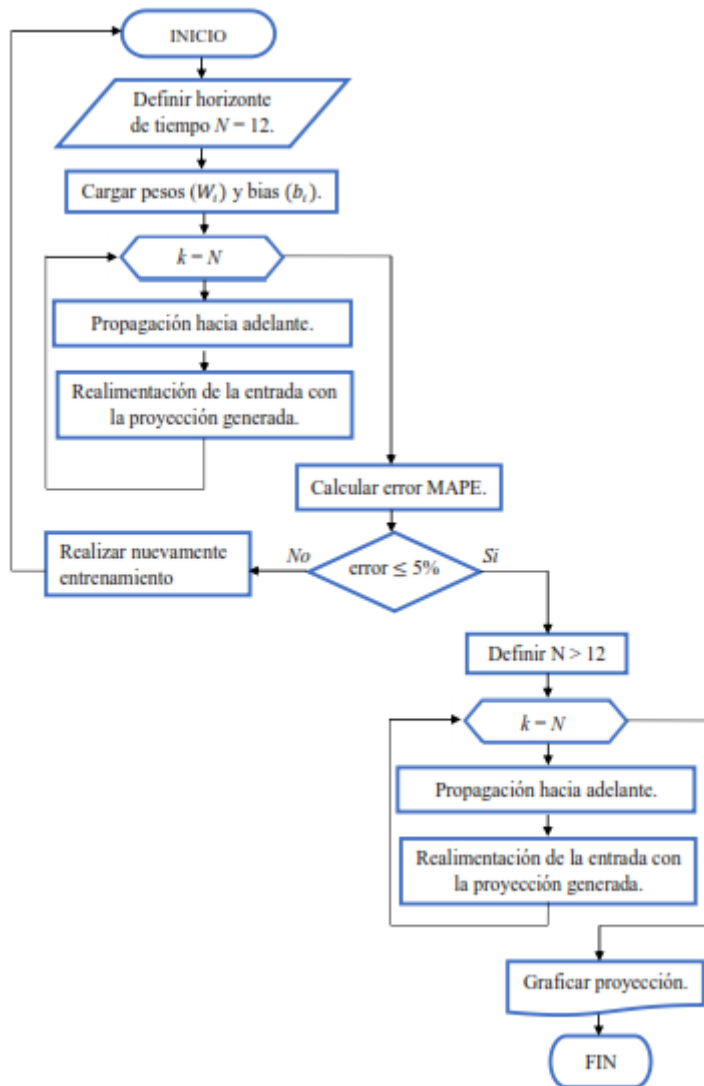 INICIO
Definir horizonte
de tiempo N = 12.
Cargar pesos (Wᵢ) y bias (bᵢ).
k = N
Propagación hacia adelante.
Realimentación de la entrada con
la proyección generada.
Calcular error MAPE.
Realizar nuevamente
entrenamiento
No
error ≤ 5%
Si
Definir N > 12
k = N
Propagación hacia adelante.
Realimentación de la entrada con
la proyección generada.
Graficar proyección.
FIN